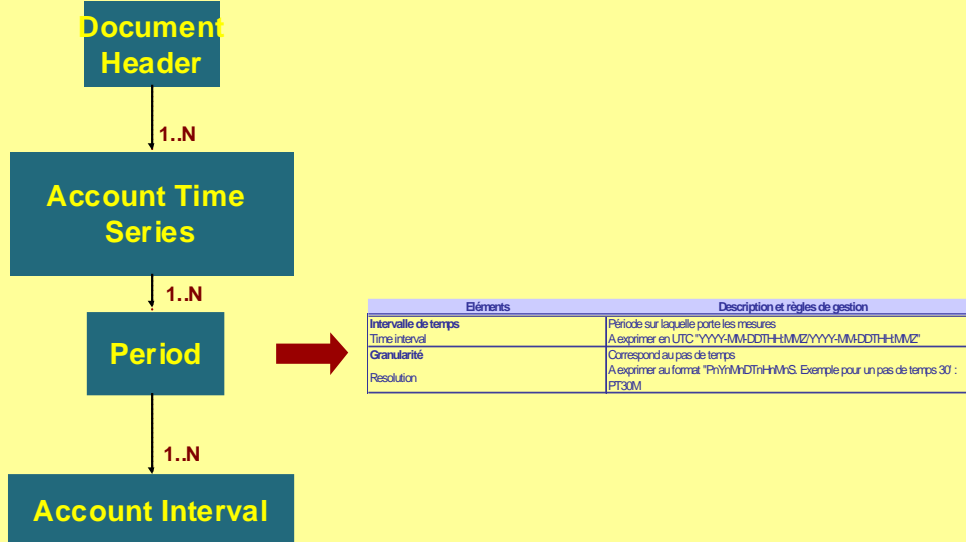 Document
Header
1..N
Account Time
Series
1..N
Period
Eléments Description et règles de gestion
Intervalle de temps Période sur laquelle porte les mesures
Time interval A exprimer en UTC "YYYY-MM-DDTHH:MMZ/YYYY-MM-DDTHH:MMZ"
Granularité Correspond au pas de temps
Resolution A exprimer au format "PnYnMnDTnHnMnS. Exemple pour un pas de temps 30' :
PT30M
1..N
Account Interval